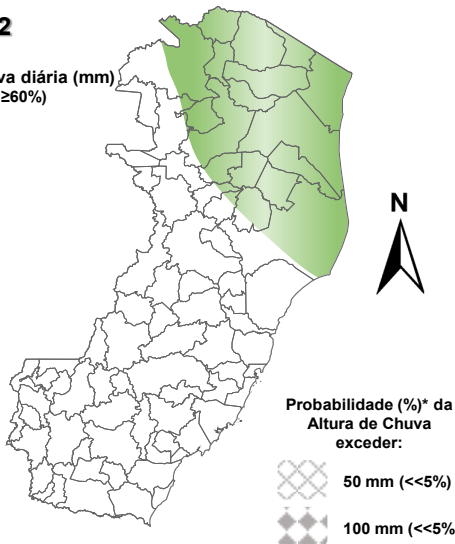 2
va diária (mm)
≥60%)
N
Probabilidade (%)* da
Altura de Chuva
exceder:
50 mm (<<5%)
100 mm (<<5%